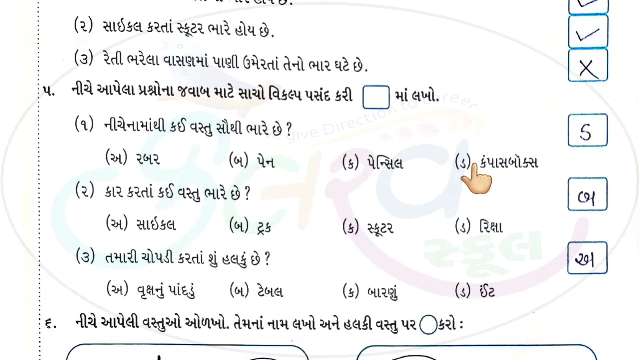 (૨) સાઇકલ કરતાં સ્કૂટર ભારે હોય છે. ✓
(૩) રેતી ભરેલા વાસણમાં પાણી ઉમેરતાં તેનો ભાર ઘટે છે. ✗
૫. નીચે આપેલા પ્રશ્નોના જવાબ માટે સાચો વિકલ્પ પસંદ કરી માં લખો.
(૧) નીચેનામાંથી કઈ વસ્તુ સૌથી ભારે છે ? ડ
(અ) રબર (બ) પેન (ક) પેન્સિલ (ડ) કંપાસબોક્સ
(૨) કાર કરતાં કઈ વસ્તુ ભારે છે ? બ
(અ) સાઇકલ (બ) ટ્રક (ક) સ્કૂટર (ડ) રિક્ષા
(૩) તમારી ચોપડી કરતાં શું હલકું છે ? અ
(અ) વૃક્ષનું પાંદડું (બ) ટેબલ (ક) બારણું (ડ) ઈંટ
૬. નીચે આપેલી વસ્તુઓ ઓળખો. તેમનાં નામ લખો અને હલકી વસ્તુ પર ◯ કરો :
કલરવ
સ્કૂલ